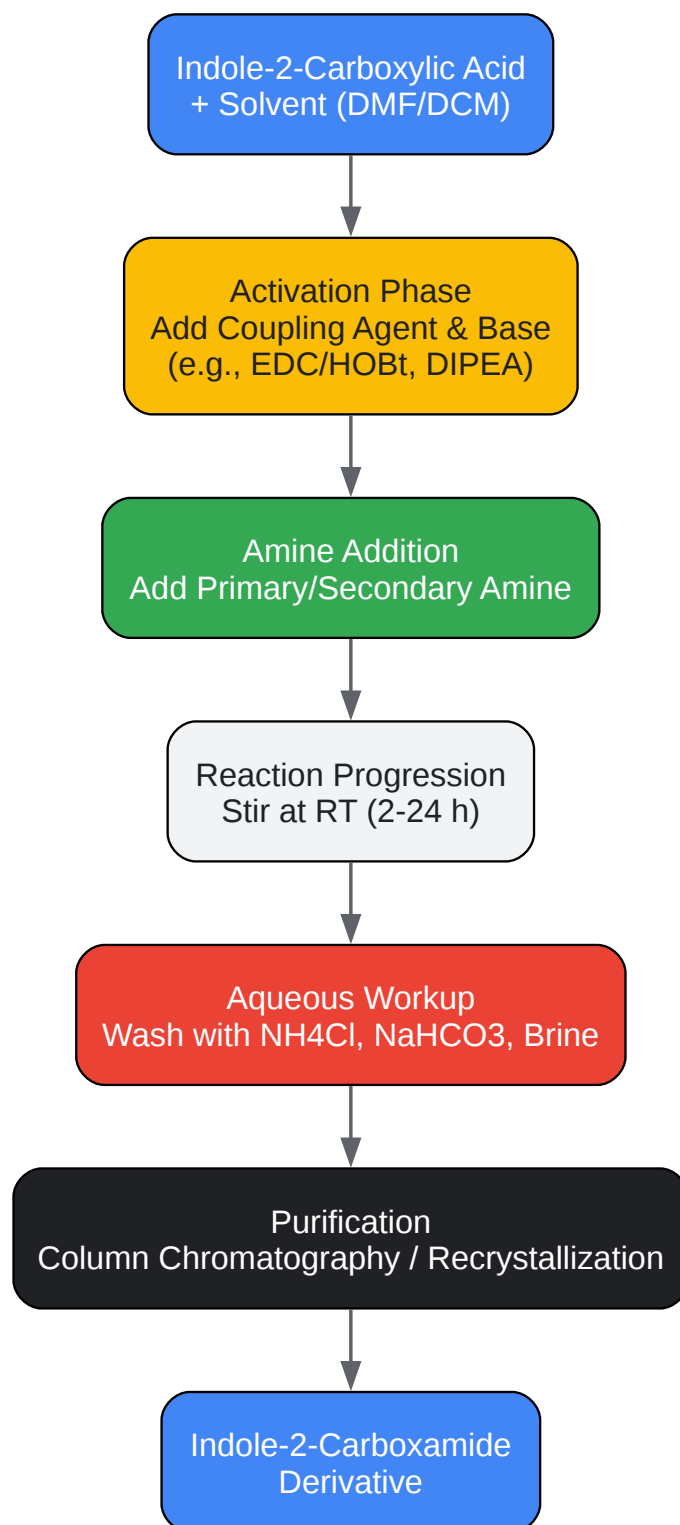 Indole-2-Carboxylic Acid
+ Solvent (DMF/DCM)
Activation Phase
Add Coupling Agent & Base
(e.g., EDC/HOBt, DIPEA)
Amine Addition
Add Primary/Secondary Amine
Reaction Progression
Stir at RT (2-24 h)
Aqueous Workup
Wash with NH4Cl, NaHCO3, Brine
Purification
Column Chromatography / Recrystallization
Indole-2-Carboxamide
Derivative